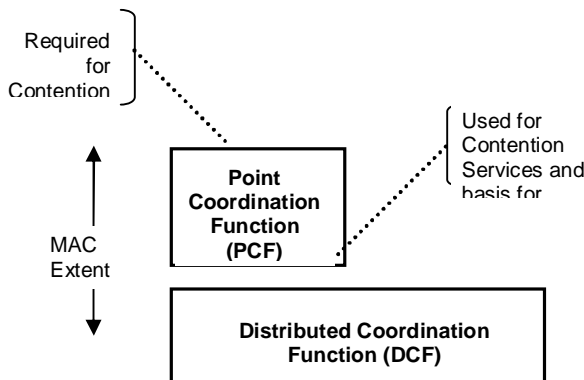 Required
for
Contention
Used for
Contention
Services and
basis for
Point
Coordination
Function
(PCF)
MAC
Extent
Distributed Coordination
Function (DCF)